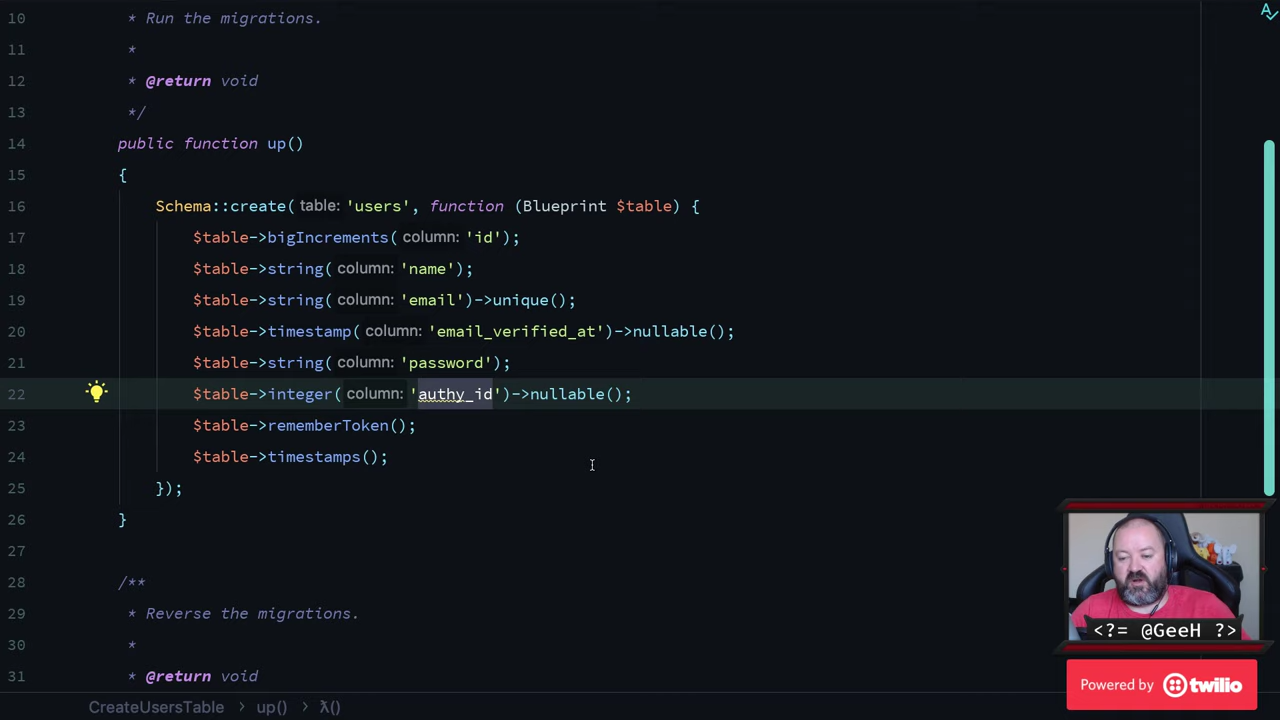 10 * Run the migrations.
11 *
12 * @return void
13 */
14 public function up()
15 {
16 Schema::create( table: 'users', function (Blueprint $table) {
17 $table->bigIncrements( column: 'id');
18 $table->string( column: 'name');
19 $table->string( column: 'email')->unique();
20 $table->timestamp( column: 'email_verified_at')->nullable();
21 $table->string( column: 'password');
22 $table->integer( column: 'authy_id')->nullable();
23 $table->rememberToken();
24 $table->timestamps();
25 });
26 }
27
28 /**
29 * Reverse the migrations.
30 *
31 * @return void
<?= @GeeH ?>
Powered by twilio
CreateUsersTable > up() > λ()